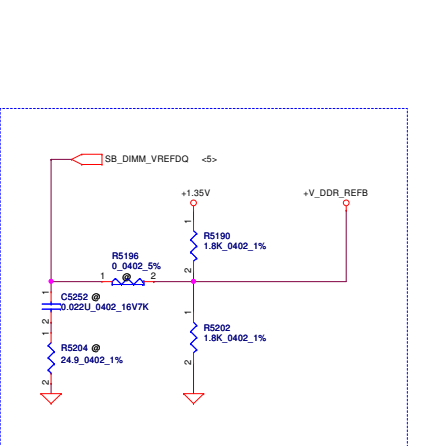 SB_DIMM_VREFDQ <5>
+1.35V
+V_DDR_REFB
1
R5190
1.8K_0402_1%
2
R5196
0_0402_5%
1 @ 2
1
C5252 @
0.022U_0402_16V7K
2
1
R5202
1.8K_0402_1%
2
1
R5204 @
24.9_0402_1%
2